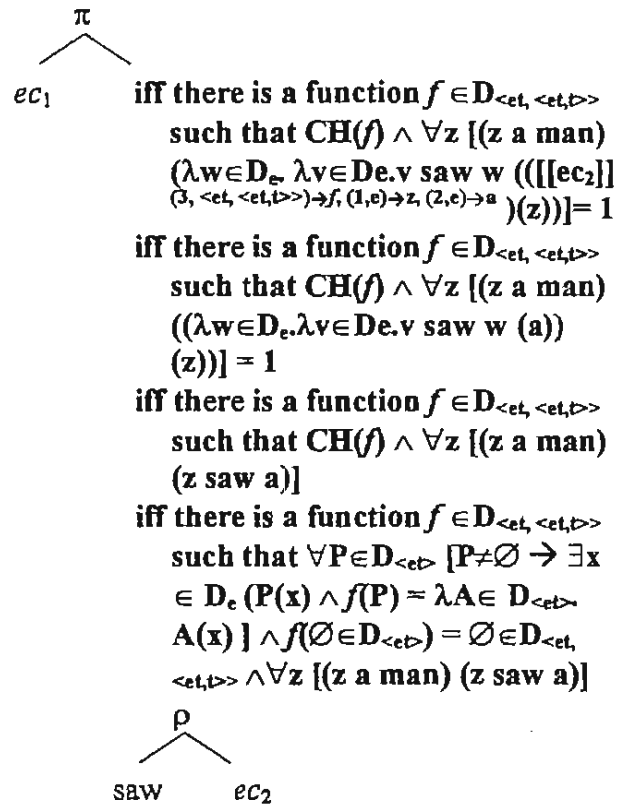 π
ec₁ iff there is a function f ∈D<et, <et,t>>
such that CH(f) ∧ ∀z [(z a man)
(λw∈Dₑ. λv∈De.v saw w (([[ec₂]]
(3, <et, <et,t>>)→f, (1,e)→z, (2,e)→a )(z))]= 1
iff there is a function f ∈D<et, <et,t>>
such that CH(f) ∧ ∀z [(z a man)
((λw∈Dₑ.λv∈De.v saw w (a))
(z))] = 1
iff there is a function f ∈D<et, <et,t>>
such that CH(f) ∧ ∀z [(z a man)
(z saw a)]
iff there is a function f ∈D<et, <et,t>>
such that ∀P∈D<et> [P≠∅ → ∃x
∈ Dₑ (P(x) ∧ f(P) = λA∈ D<et>.
A(x) ] ∧ f(∅∈D<et>) = ∅∈D<et,
<et,t>> ∧∀z [(z a man) (z saw a)]
ρ
saw ec₂